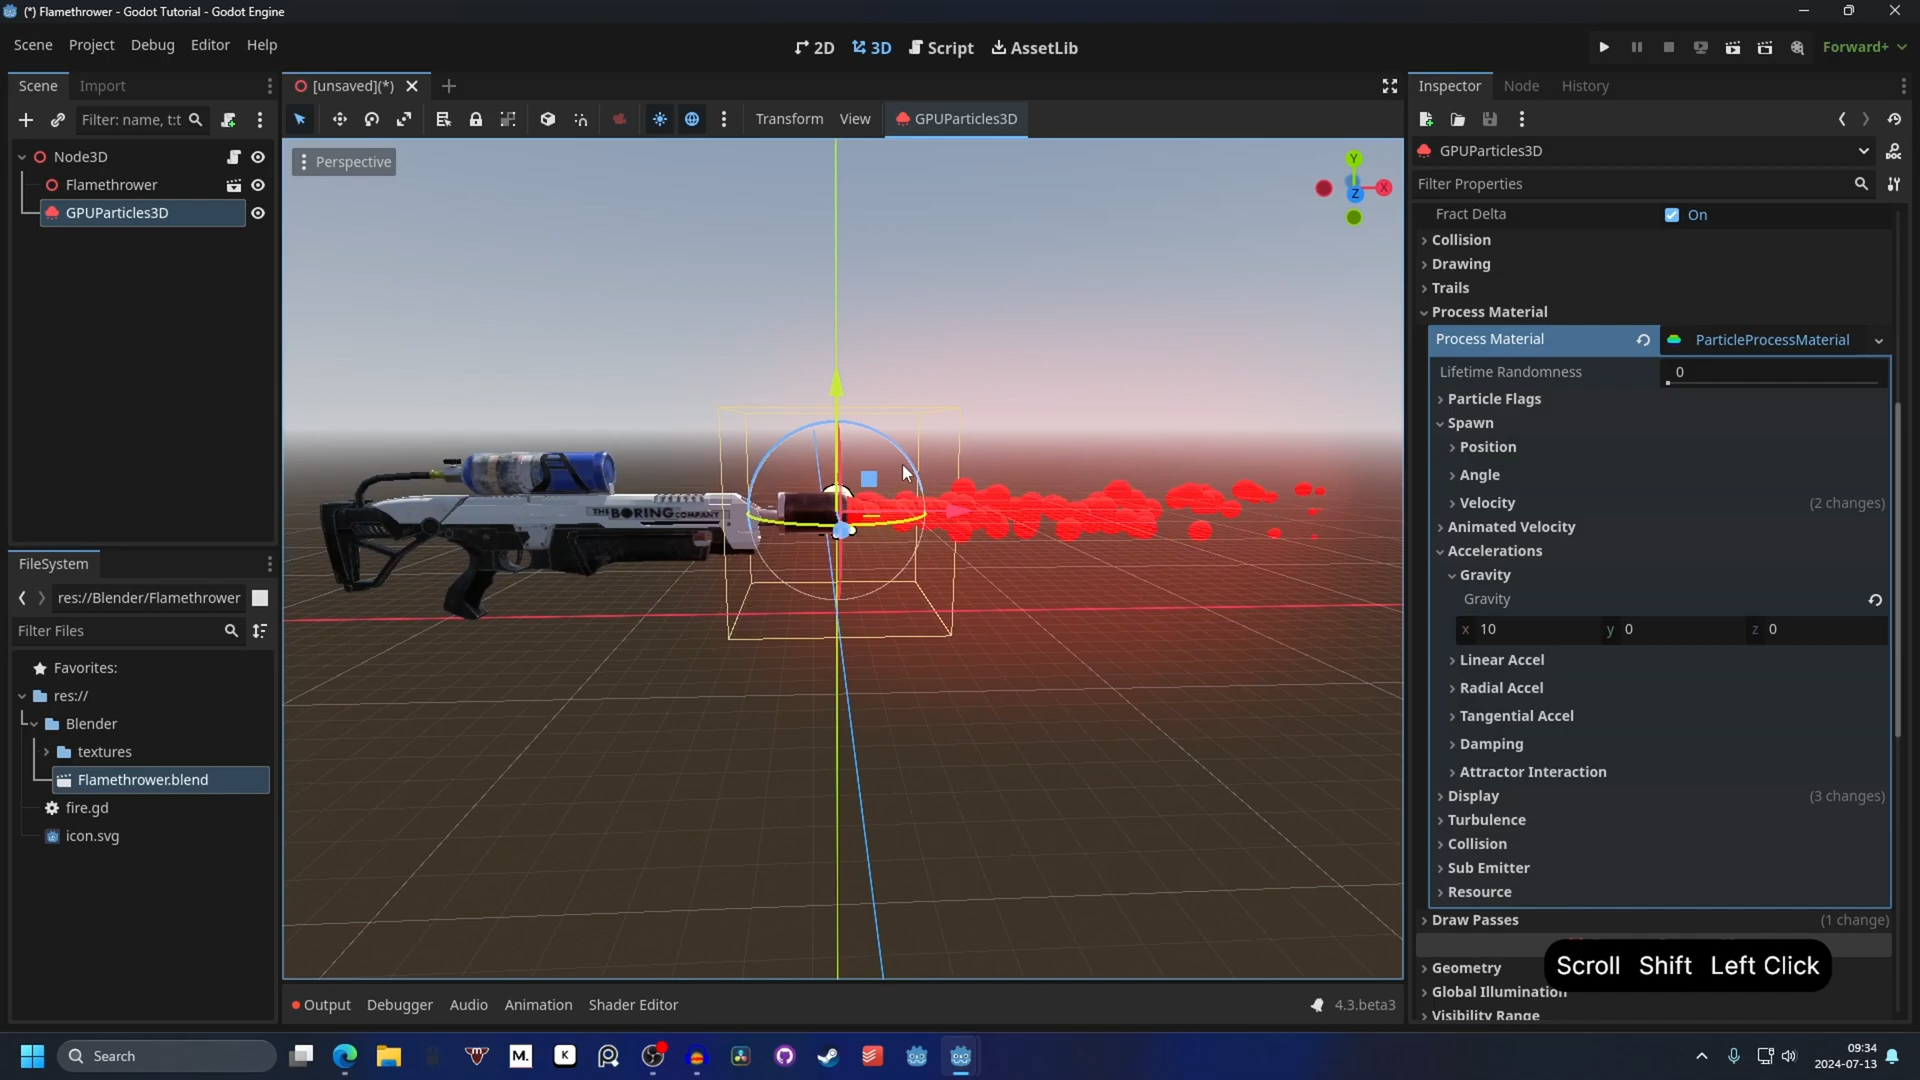 (*) Flamethrower - Godot Tutorial - Godot Engine
Scene Project Debug Editor Help
2D 3D Script AssetLib
Forward+
Scene Import
[unsaved](*)
Inspector Node History
Filter: name, t:t
Transform View GPUParticles3D
Node3D
Flamethrower
GPUParticles3D
Perspective
Y
X
Z
THE BORING COMPANY
GPUParticles3D
Filter Properties
Fract Delta On
Collision
Drawing
Trails
Process Material
Process Material ParticleProcessMaterial
Lifetime Randomness 0
Particle Flags
Spawn
Position
Angle
Velocity (2 changes)
Animated Velocity
Accelerations
Gravity
Gravity
x 10 y 0 z 0
Linear Accel
Radial Accel
Tangential Accel
Damping
Attractor Interaction
Display (3 changes)
Turbulence
Collision
Sub Emitter
Resource
Draw Passes (1 change)
Geometry
Global Illumination
Visibility Range
Scroll Shift Left Click
FileSystem
res://Blender/Flamethrower
Filter Files
Favorites:
res://
Blender
textures
Flamethrower.blend
fire.gd
icon.svg
Output Debugger Audio Animation Shader Editor
4.3.beta3
Search
M.
K
09:34
2024-07-13